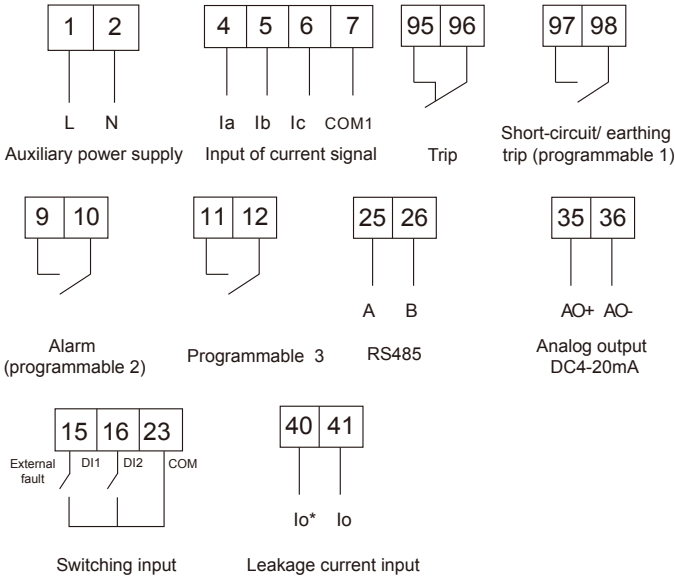 1 2
L N
Auxiliary power supply
4 5 6 7
Ia Ib Ic COM1
Input of current signal
95 96
Trip
97 98
Short-circuit/ earthing
trip (programmable 1)
9 10
Alarm
(programmable 2)
11 12
Programmable 3
25 26
A B
RS485
35 36
AO+ AO-
Analog output
DC4-20mA
15 16 23
External
fault
DI1 DI2 COM
Switching input
40 41
Io* Io
Leakage current input